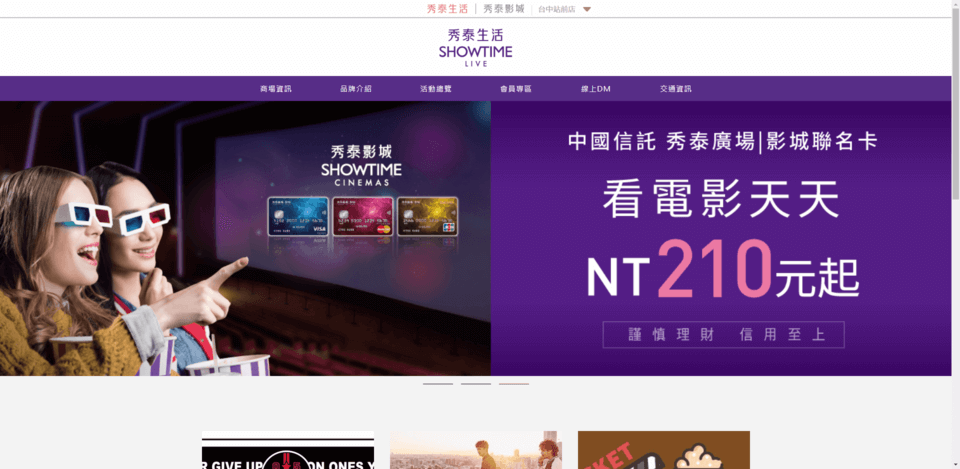 秀泰生活 | 秀泰影城 | 台中站前店
秀泰生活
SHOWTIME
LIVE
商場資訊 品牌介紹 活動總覽 會員專區 線上DM 交通資訊
秀泰影城
SHOWTIME
CINEMAS
VISA
MasterCard
JCB
中國信託 秀泰廣場|影城聯名卡
看電影天天
NT210元起
謹慎理財 信用至上
R GIVE UP
ON ONES Y